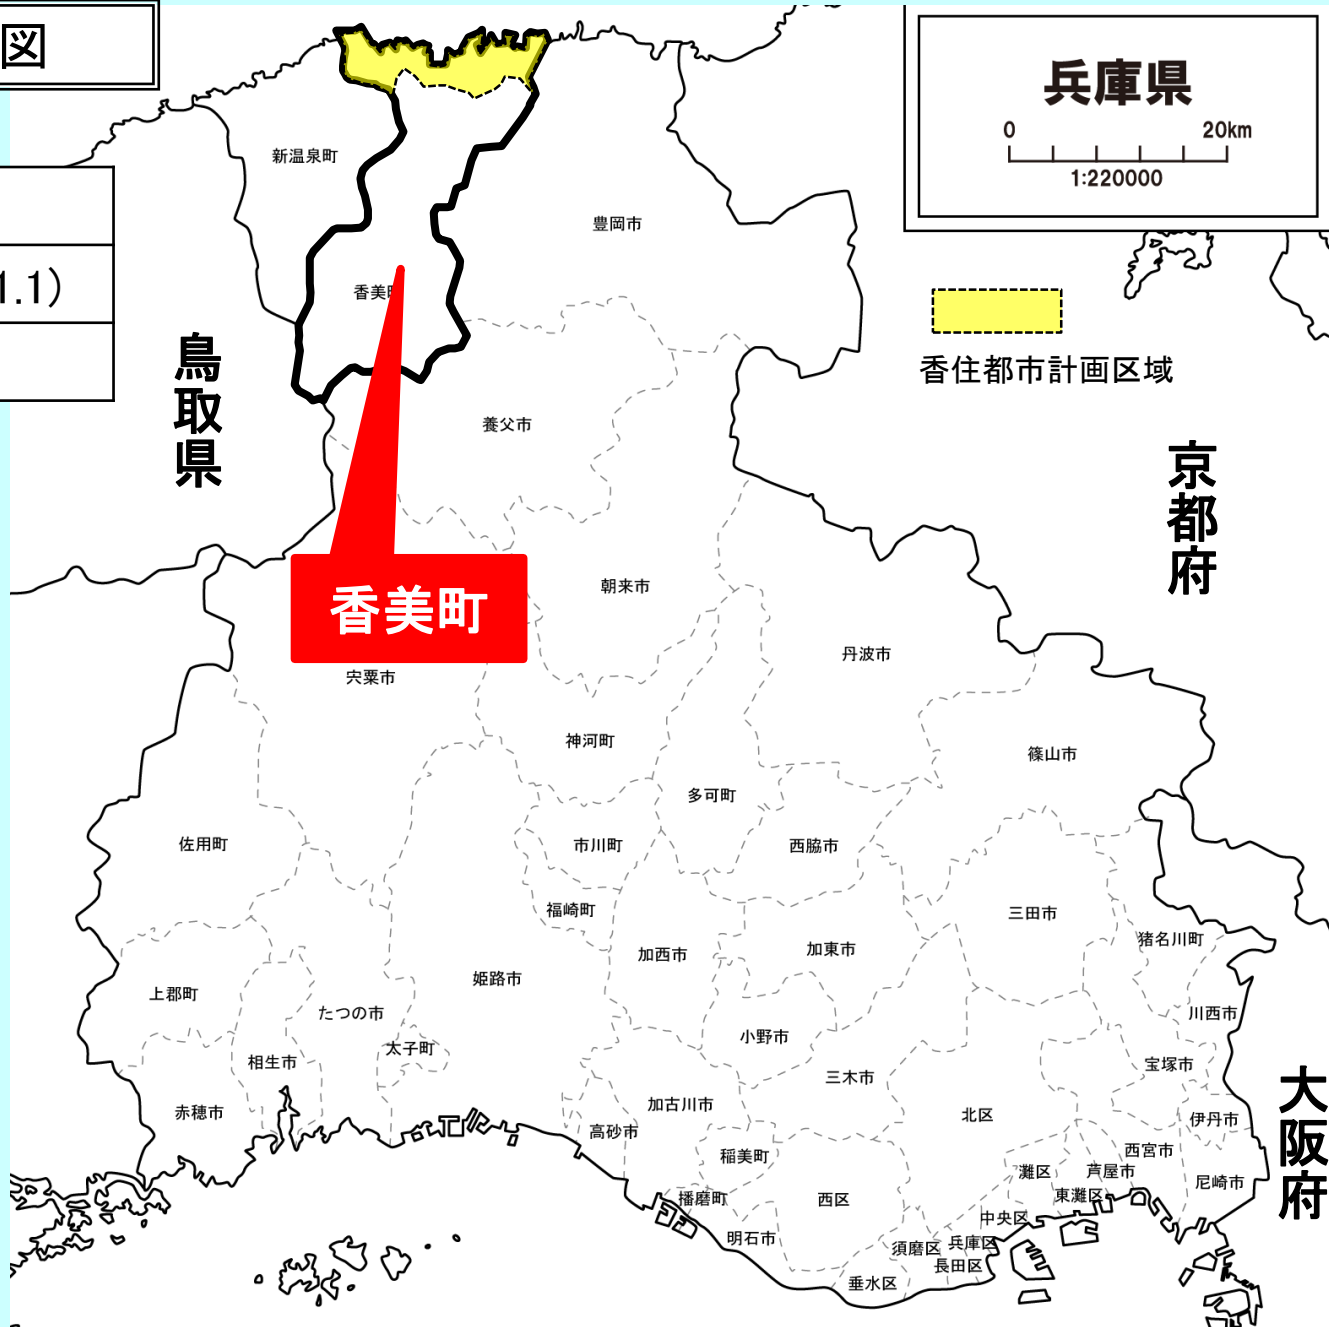 図
兵庫県
0 20km
1:220000
新温泉町
1.1)
豊岡市
香美町
香住都市計画区域
鳥取県
養父市
京都府
朝来市
香美町
丹波市
宍粟市
神河町
篠山市
多可町
佐用町
市川町
西脇市
福崎町
三田市
猪名川町
加西市
加東市
姫路市
上郡町
たつの市
川西市
小野市
太子町
相生市
宝塚市
三木市
大阪府
加古川市
赤穂市
北区
伊丹市
高砂市
西宮市
稲美町
灘区
芦屋市
尼崎市
東灘区
播磨町
西区
中央区
明石市
須磨区
兵庫区
長田区
垂水区